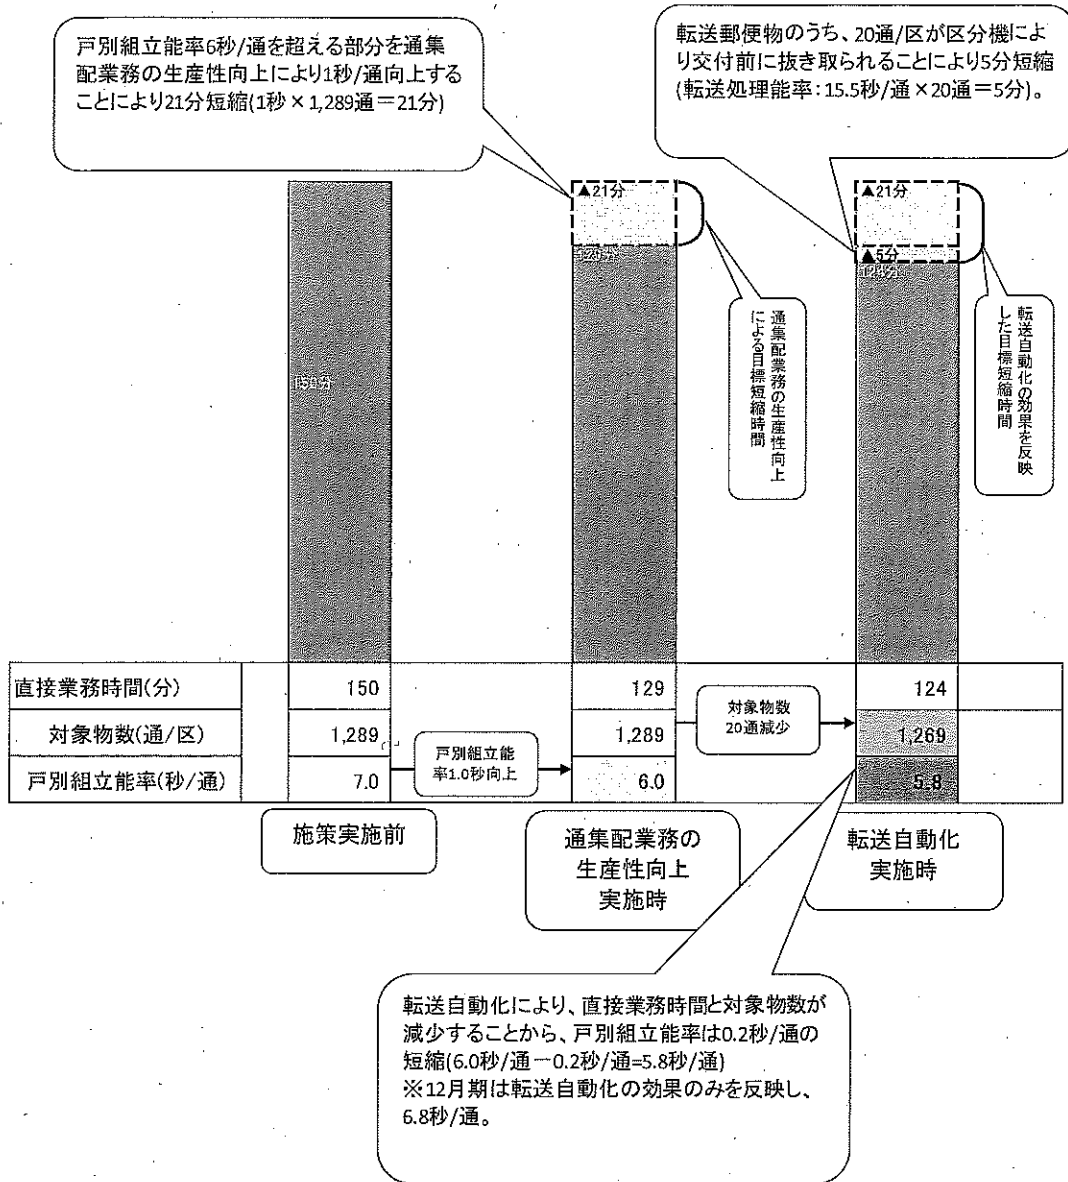 戸別組立能率6秒/通を超える部分を通集
配業務の生産性向上により1秒/通向上する
ことにより21分短縮(1秒×1,289通＝21分)
転送郵便物のうち、20通/区が区分機によ
り交付前に抜き取られることにより5分短縮
(転送処理能率：15.5秒/通×20通＝5分)。
▲21分
▲21分
▲5分
124分
通集配業務の生産性向上
による目標短縮時間
転送自動化の効果を反映
した目標短縮時間
直接業務時間(分) 150 129 124
対象物数(通/区) 1,289 1,289 1,269
戸別組立能率(秒/通) 7.0 6.0 5.8
戸別組立能
率1.0秒向上
対象物数
20通減少
施策実施前
通集配業務の
生産性向上
実施時
転送自動化
実施時
転送自動化により、直接業務時間と対象物数が
減少することから、戸別組立能率は0.2秒/通の
短縮(6.0秒/通－0.2秒/通=5.8秒/通)
※12月期は転送自動化の効果のみを反映し、
6.8秒/通。